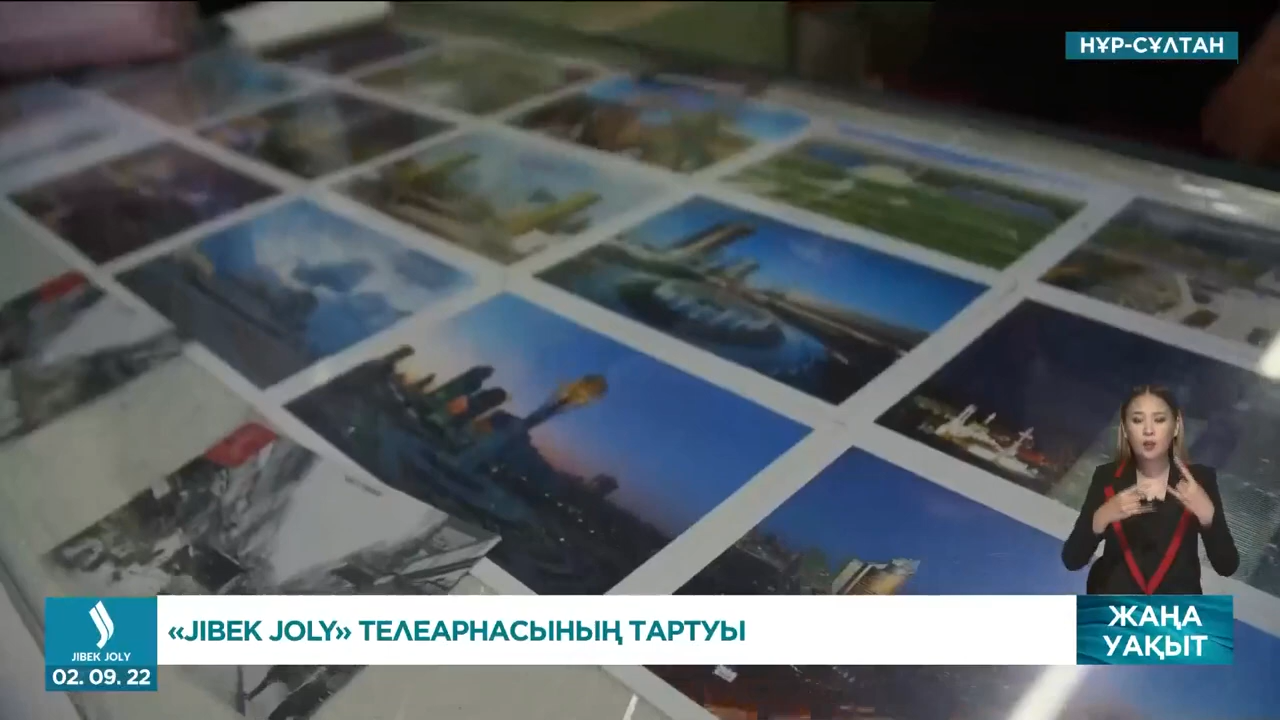 НҰР-СҰЛТАН
«JIBEK JOLY» ТЕЛЕАРНАСЫНЫҢ ТАРТУЫ
ЖАҢА
УАҚЫТ
JIBEK JOLY
02. 09. 22